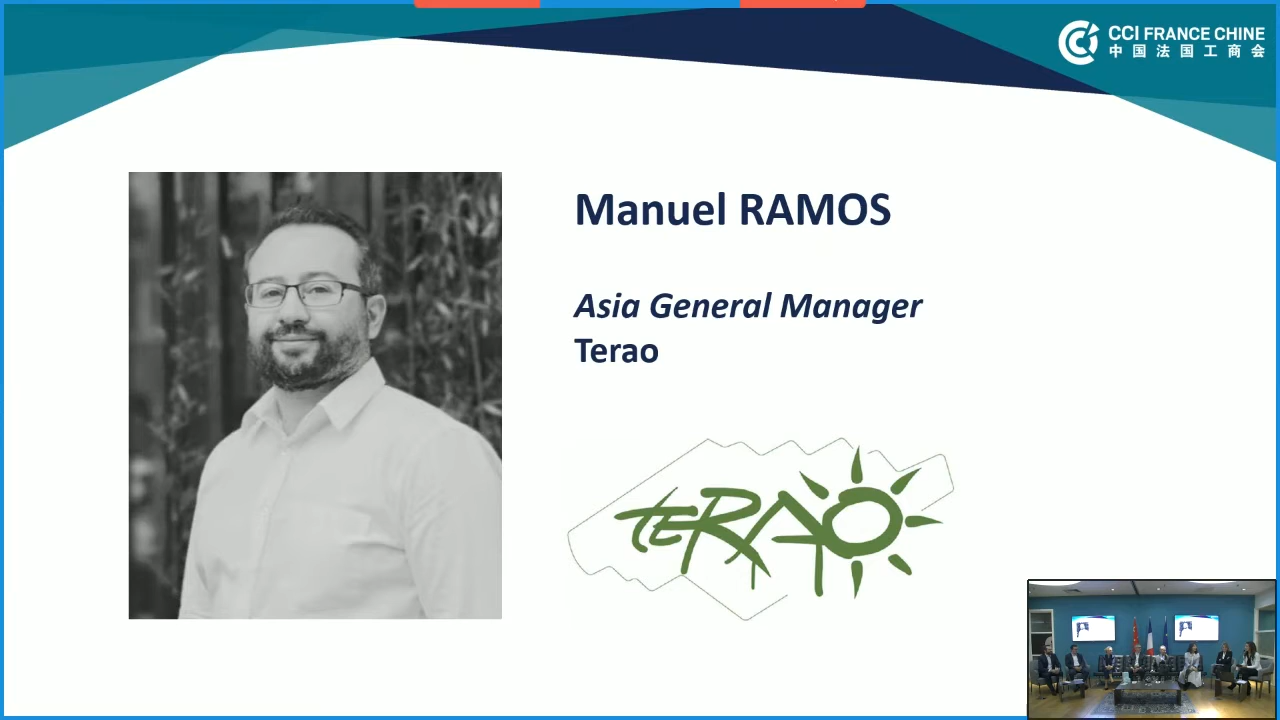 CCI FRANCE CHINE
中国法国工商会
Manuel RAMOS
Asia General Manager
Terao
TERAO